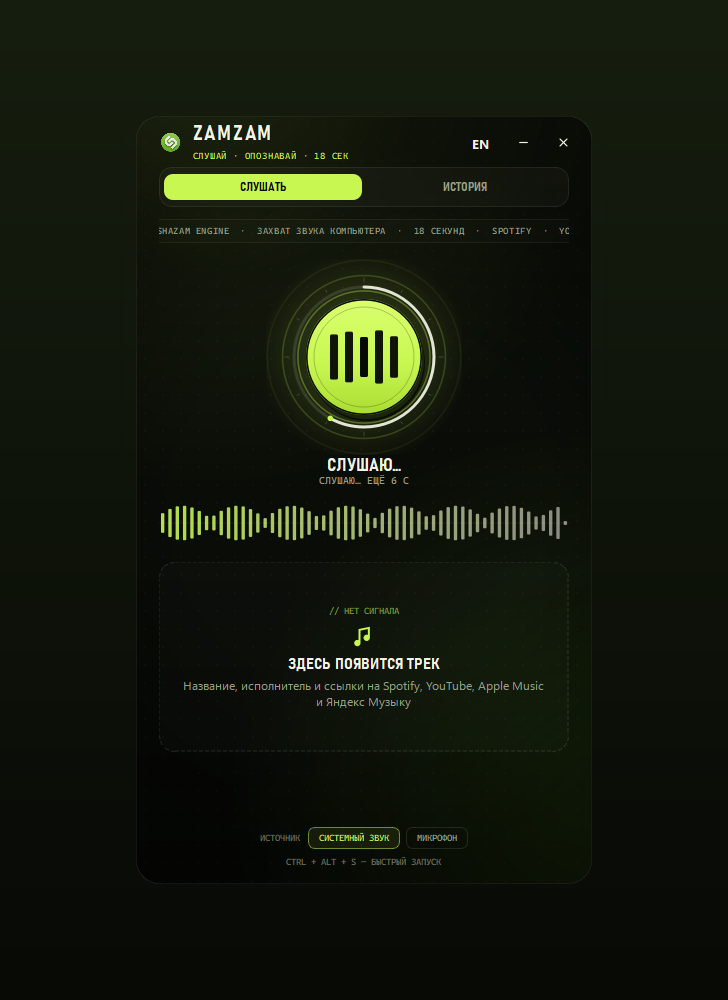 ZAMZAM
СЛУШАЙ · ОПОЗНАВАЙ · 18 СЕК
EN
СЛУШАТЬ
ИСТОРИЯ
SHAZAM ENGINE · ЗАХВАТ ЗВУКА КОМПЬЮТЕРА · 18 СЕКУНД · SPOTIFY · YO
СЛУШАЮ…
СЛУШАЮ… ЕЩЁ 6 С
// НЕТ СИГНАЛА
ЗДЕСЬ ПОЯВИТСЯ ТРЕК
Название, исполнитель и ссылки на Spotify, YouTube, Apple Music
и Яндекс Музыку
ИСТОЧНИК СИСТЕМНЫЙ ЗВУК МИКРОФОН
CTRL + ALT + S — БЫСТРЫЙ ЗАПУСК